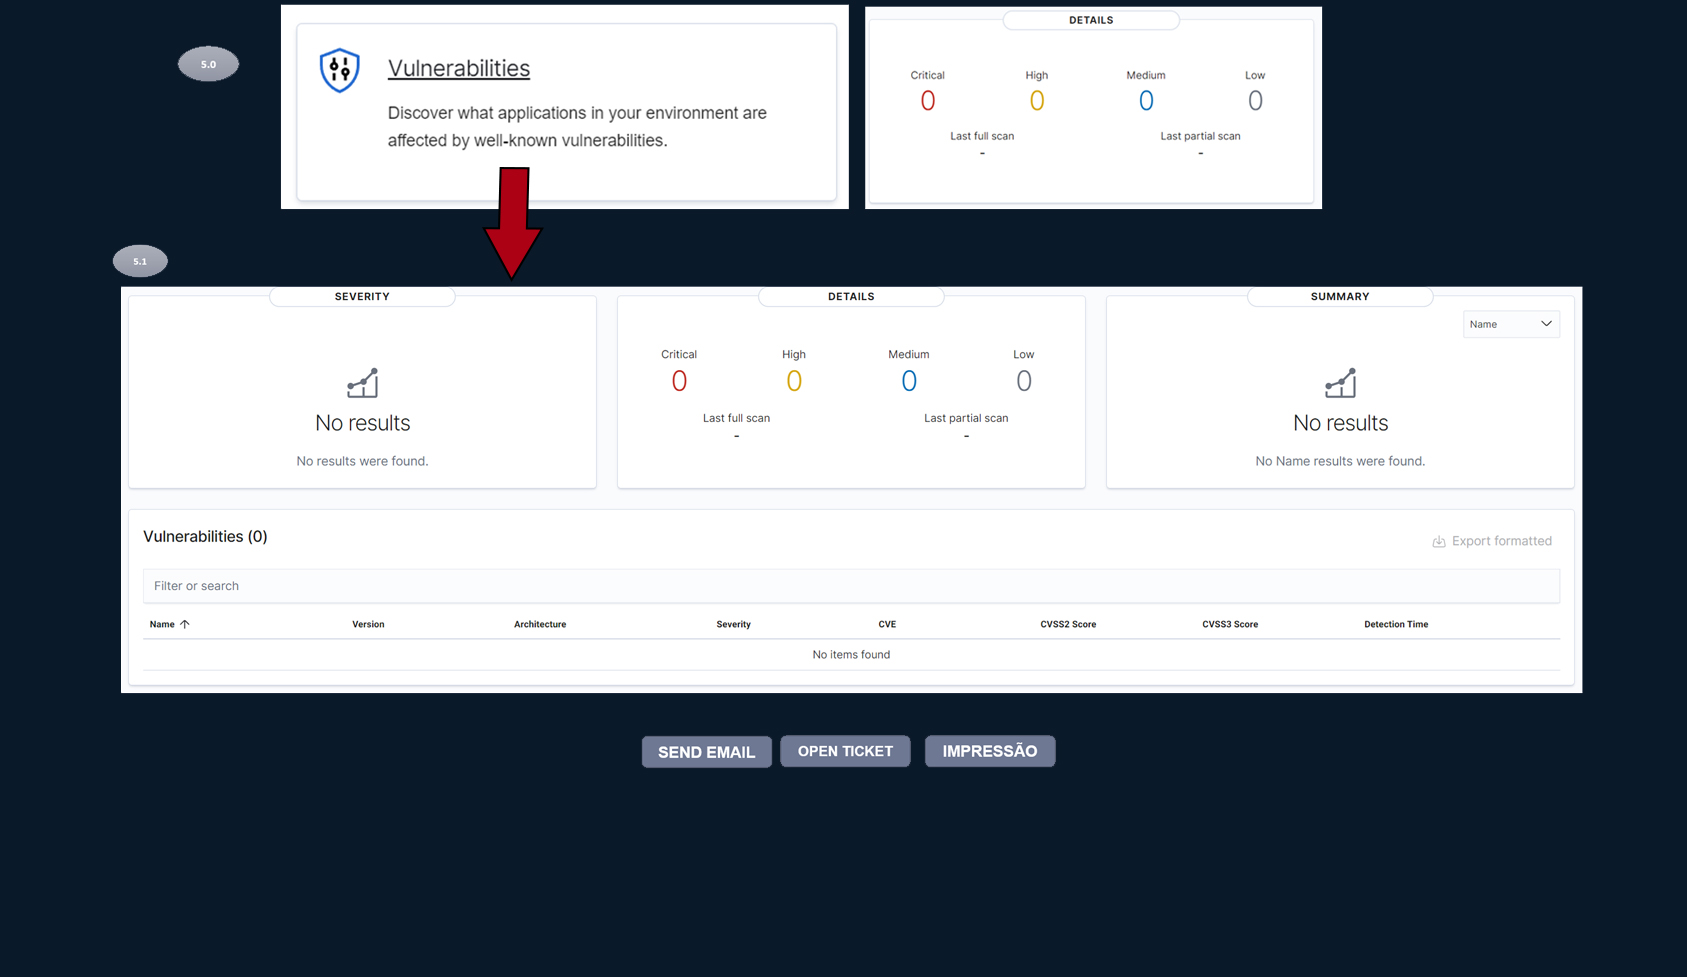 5.0
Vulnerabilities
Discover what applications in your environment are
affected by well-known vulnerabilities.
DETAILS
Critical High Medium Low
0 0 0 0
Last full scan Last partial scan
- -
5.1
SEVERITY
No results
No results were found.
DETAILS
Critical High Medium Low
0 0 0 0
Last full scan Last partial scan
- -
SUMMARY
Name
No results
No Name results were found.
Vulnerabilities (0)
Export formatted
Filter or search
Name Version Architecture Severity CVE CVSS2 Score CVSS3 Score Detection Time
No items found
SEND EMAIL OPEN TICKET IMPRESSÃO